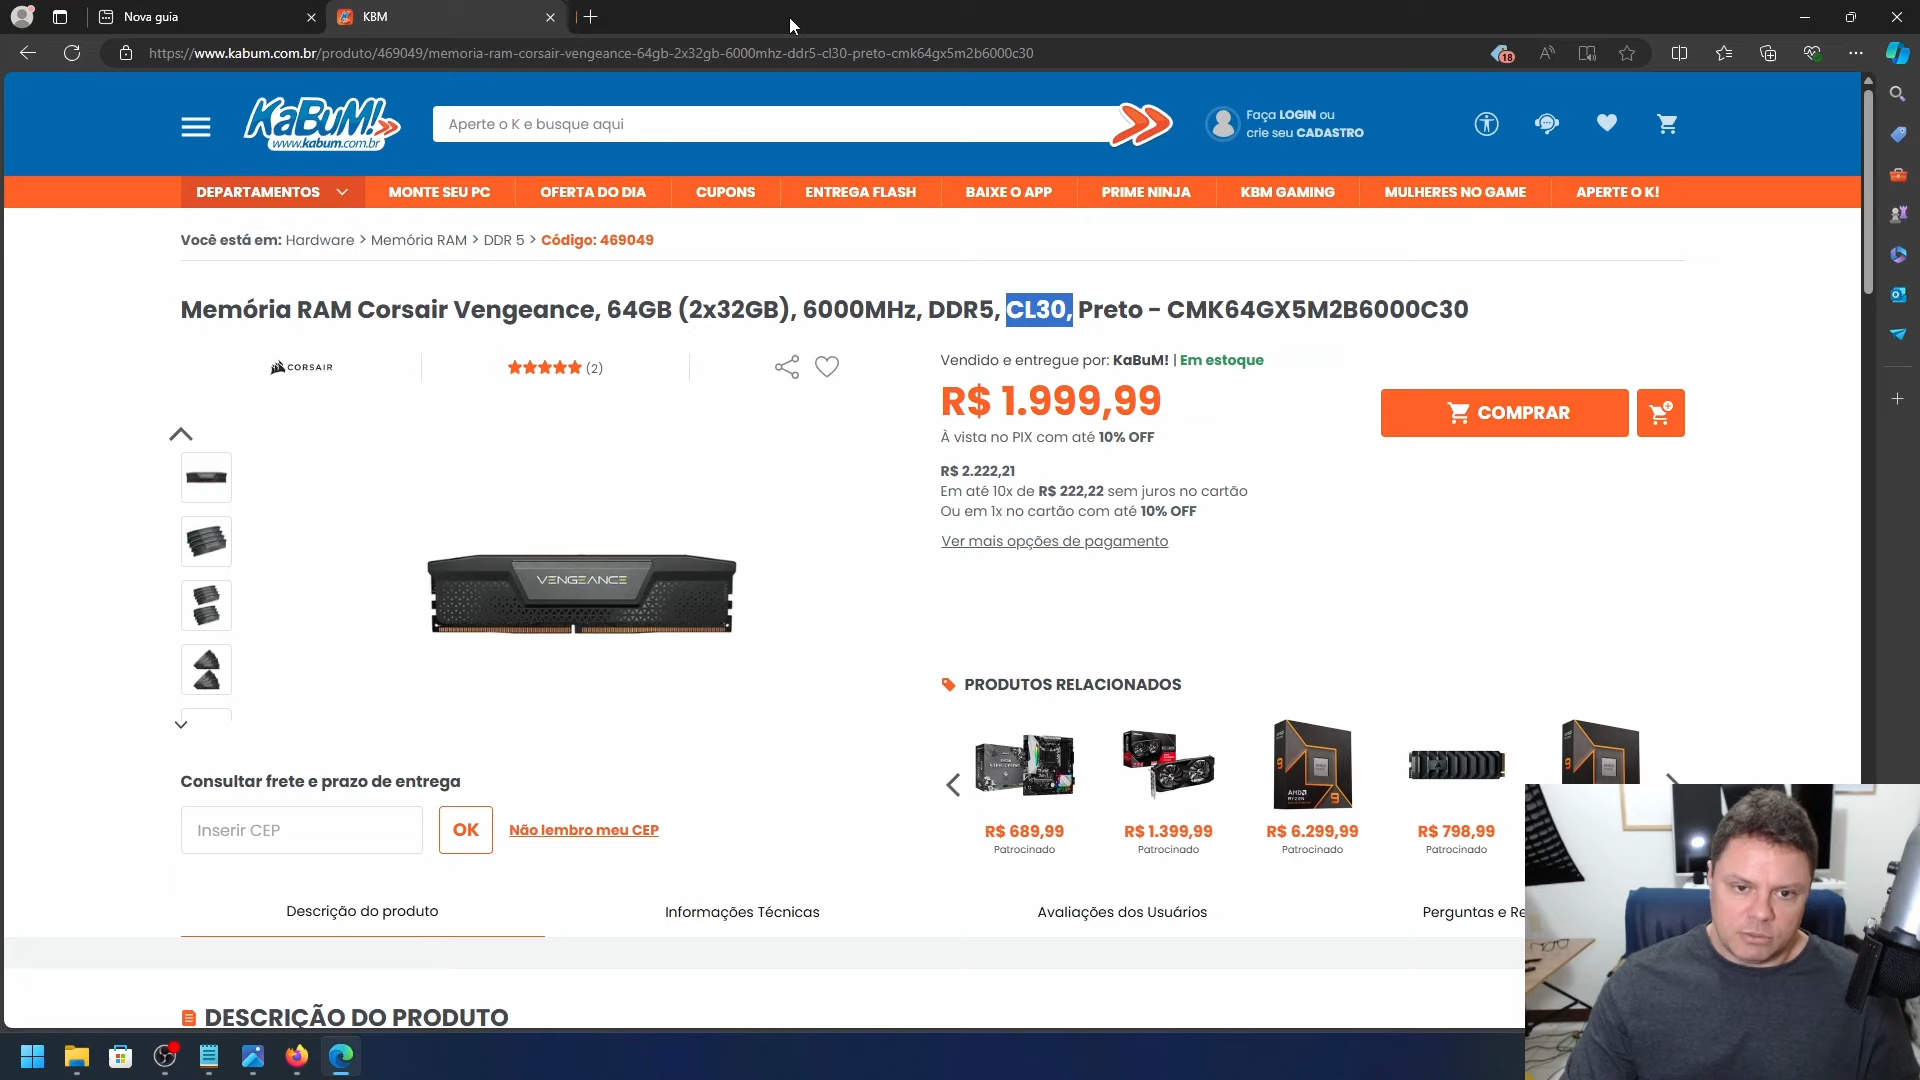 Nova guia
KBM
https://www.kabum.com.br/produto/469049/memoria-ram-corsair-vengeance-64gb-2x32gb-6000mhz-ddr5-cl30-preto-cmk64gx5m2b6000c30
18
KaBuM!
www.kabum.com.br
Aperte o K e busque aqui
Faça LOGIN ou
crie seu CADASTRO
DEPARTAMENTOS
MONTE SEU PC
OFERTA DO DIA
CUPONS
ENTREGA FLASH
BAIXE O APP
PRIME NINJA
KBM GAMING
MULHERES NO GAME
APERTE O K!
Você está em: Hardware > Memória RAM > DDR 5 > Código: 469049
Memória RAM Corsair Vengeance, 64GB (2x32GB), 6000MHz, DDR5, CL30, Preto - CMK64GX5M2B6000C30
CORSAIR
(2)
Vendido e entregue por: KaBuM! | Em estoque
R$ 1.999,99
À vista no PIX com até 10% OFF
COMPRAR
R$ 2.222,21
Em até 10x de R$ 222,22 sem juros no cartão
Ou em 1x no cartão com até 10% OFF
Ver mais opções de pagamento
VENGEANCE
PRODUTOS RELACIONADOS
R$ 689,99
Patrocinado
R$ 1.399,99
Patrocinado
AMD
RYZEN
9
R$ 6.299,99
Patrocinado
R$ 798,99
Patrocinado
9
Consultar frete e prazo de entrega
Inserir CEP
OK
Não lembro meu CEP
Descrição do produto
Informações Técnicas
Avaliações dos Usuários
Perguntas e Re
DESCRIÇÃO DO PRODUTO